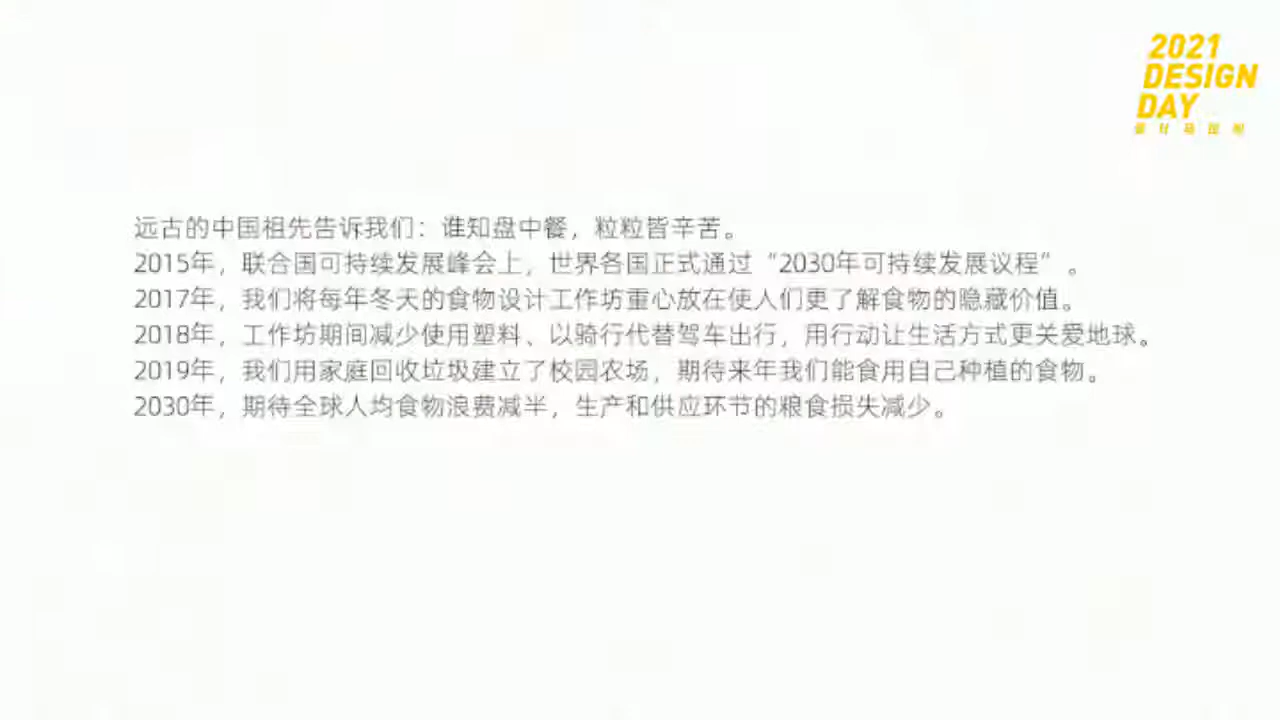 2021
DESIGN
DAY
远古的中国祖先告诉我们：谁知盘中餐，粒粒皆辛苦。
2015年，联合国可持续发展峰会上，世界各国正式通过“2030年可持续发展议程”。
2017年，我们将每年冬天的食物设计工作坊重心放在使人们更了解食物的隐藏价值。
2018年，工作坊期间减少使用塑料、以骑行代替驾车出行，用行动让生活方式更关爱地球。
2019年，我们用家庭回收垃圾建立了校园农场，期待来年我们能食用自己种植的食物。
2030年，期待全球人均食物浪费减半，生产和供应环节的粮食损失减少。